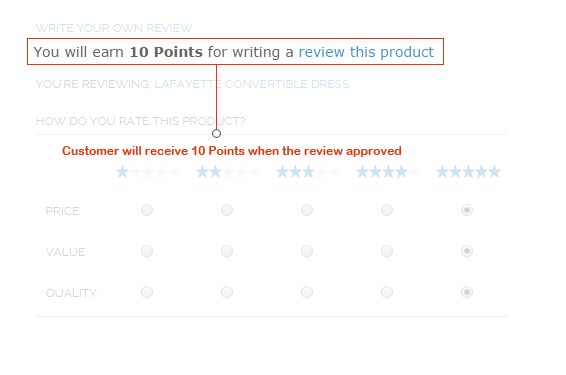 WRITE YOUR OWN REVIEW
You will earn 10 Points for writing a review this product
YOU'RE REVIEWING: LAFAYETTE CONVERTIBLE DRESS
HOW DO YOU RATE THIS PRODUCT?
Customer will receive 10 Points when the review approved
PRICE
VALUE
QUALITY